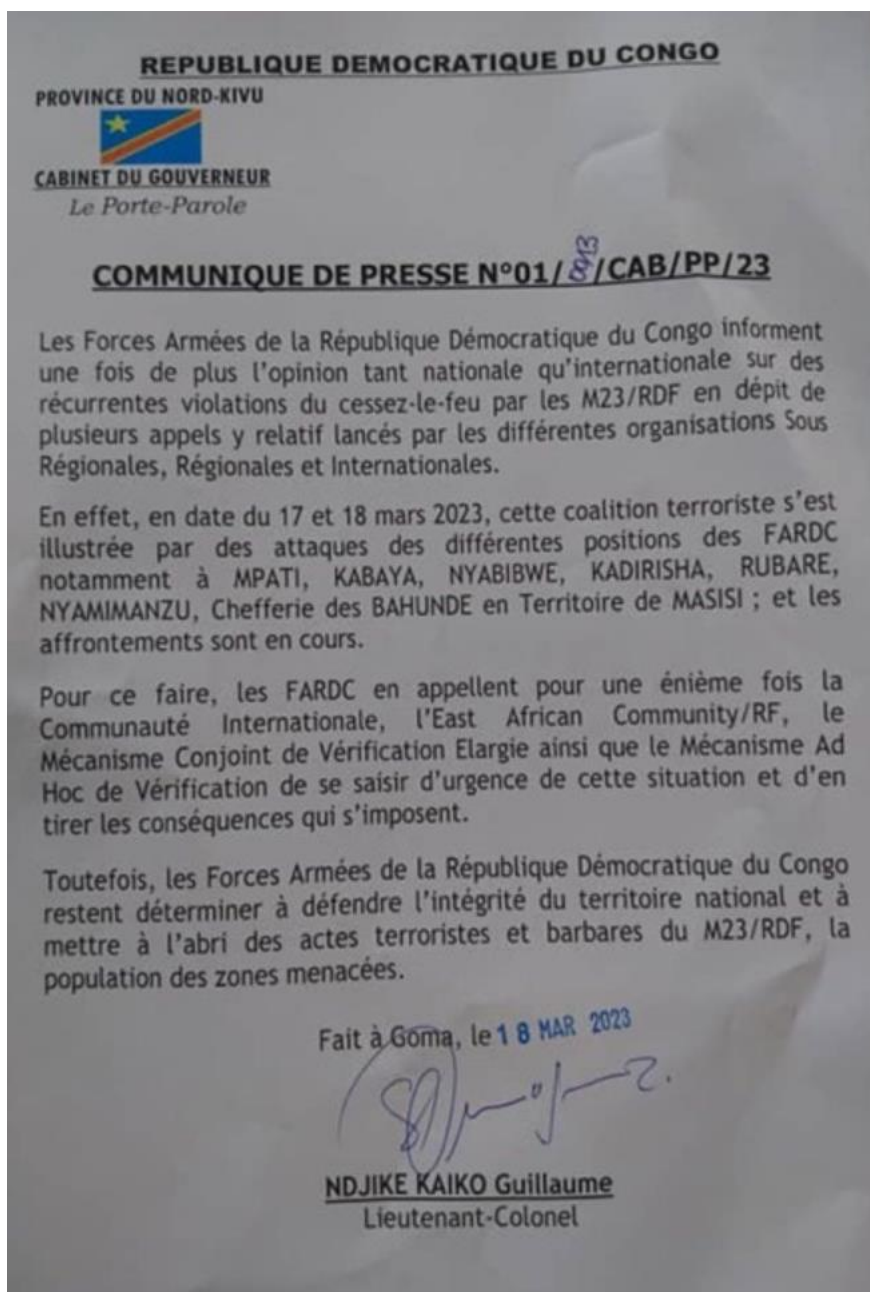 REPUBLIQUE DEMOCRATIQUE DU CONGO
PROVINCE DU NORD-KIVU
CABINET DU GOUVERNEUR
Le Porte-Parole
COMMUNIQUE DE PRESSE N°01/0013/CAB/PP/23
Les Forces Armées de la République Démocratique du Congo informent
une fois de plus l'opinion tant nationale qu'internationale sur des
récurrentes violations du cessez-le-feu par les M23/RDF en dépit de
plusieurs appels y relatif lancés par les différentes organisations Sous
Régionales, Régionales et Internationales.
En effet, en date du 17 et 18 mars 2023, cette coalition terroriste s'est
illustrée par des attaques des différentes positions des FARDC
notamment à MPATI, KABAYA, NYABIBWE, KADIRISHA, RUBARE,
NYAMIMANZU, Chefferie des BAHUNDE en Territoire de MASISI ; et les
affrontements sont en cours.
Pour ce faire, les FARDC en appellent pour une énième fois la
Communauté Internationale, l'East African Community/RF, le
Mécanisme Conjoint de Vérification Elargie ainsi que le Mécanisme Ad
Hoc de Vérification de se saisir d'urgence de cette situation et d'en
tirer les conséquences qui s'imposent.
Toutefois, les Forces Armées de la République Démocratique du Congo
restent déterminer à défendre l'intégrité du territoire national et à
mettre à l'abri des actes terroristes et barbares du M23/RDF, la
population des zones menacées.
Fait à Goma, le 18 MAR 2023
NDJIKE KAIKO Guillaume
Lieutenant-Colonel